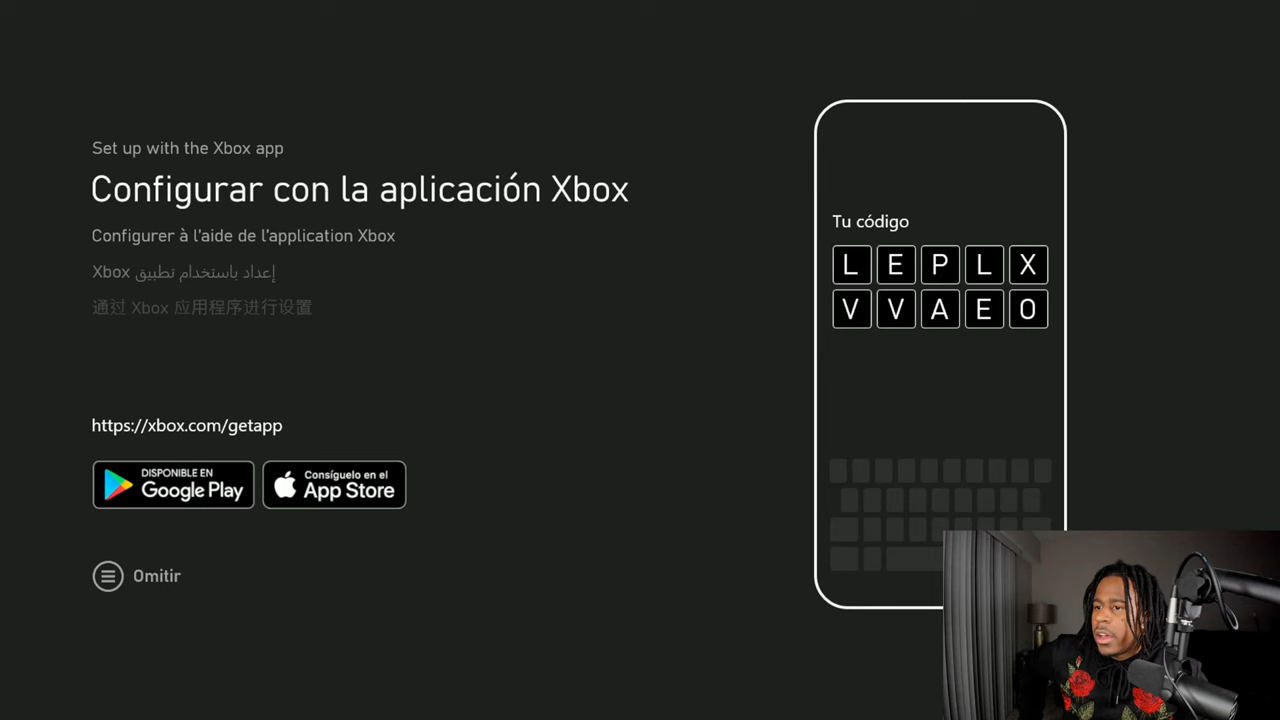 Set up with the Xbox app
Configurar con la aplicación Xbox
Configurer à l'aide de l'application Xbox
إعداد باستخدام تطبيق Xbox
通过 Xbox 应用程序进行设置
https://xbox.com/getapp
DISPONIBLE EN
Google Play
Consíguelo en el
App Store
Omitir
Tu código
L E P L X
V V A E O